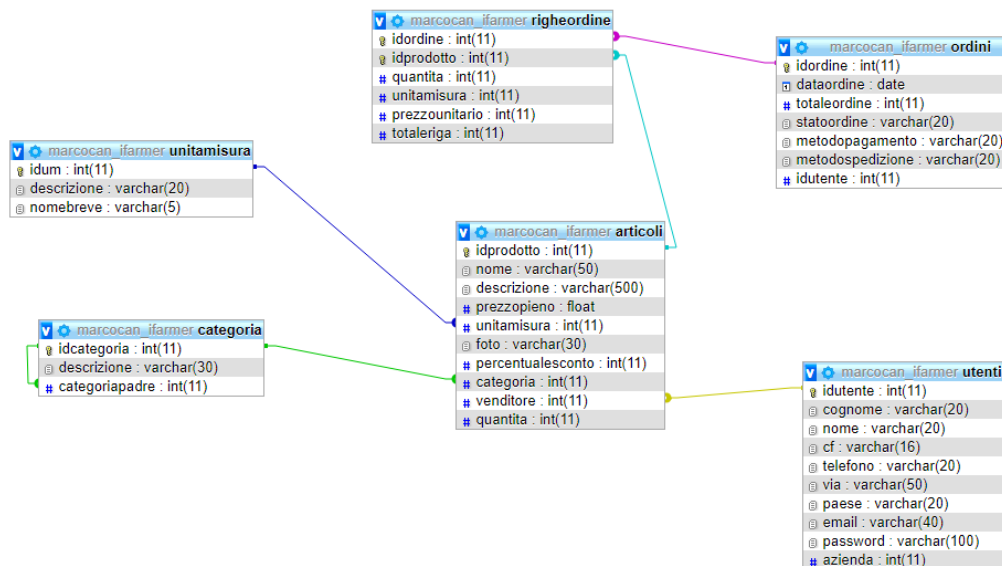 marcocan_ifarmer righeordine
idordine : int(11)
idprodotto : int(11)
quantita : int(11)
unitamisura : int(11)
prezzounitario : int(11)
totaleriga : int(11)
marcocan_ifarmer ordini
idordine : int(11)
dataordine : date
totaleordine : int(11)
statoordine : varchar(20)
metodopagamento : varchar(20)
metodospedizione : varchar(20)
idutente : int(11)
marcocan_ifarmer unitamisura
idum : int(11)
descrizione : varchar(20)
nomebreve : varchar(5)
marcocan_ifarmer articoli
idprodotto : int(11)
nome : varchar(50)
descrizione : varchar(500)
prezzopieno : float
unitamisura : int(11)
foto : varchar(30)
percentualesconto : int(11)
categoria : int(11)
venditore : int(11)
quantita : int(11)
marcocan_ifarmer categoria
idcategoria : int(11)
descrizione : varchar(30)
categoriapadre : int(11)
marcocan_ifarmer utenti
idutente : int(11)
cognome : varchar(20)
nome : varchar(20)
cf : varchar(16)
telefono : varchar(20)
via : varchar(50)
paese : varchar(20)
email : varchar(40)
password : varchar(100)
azienda : int(11)